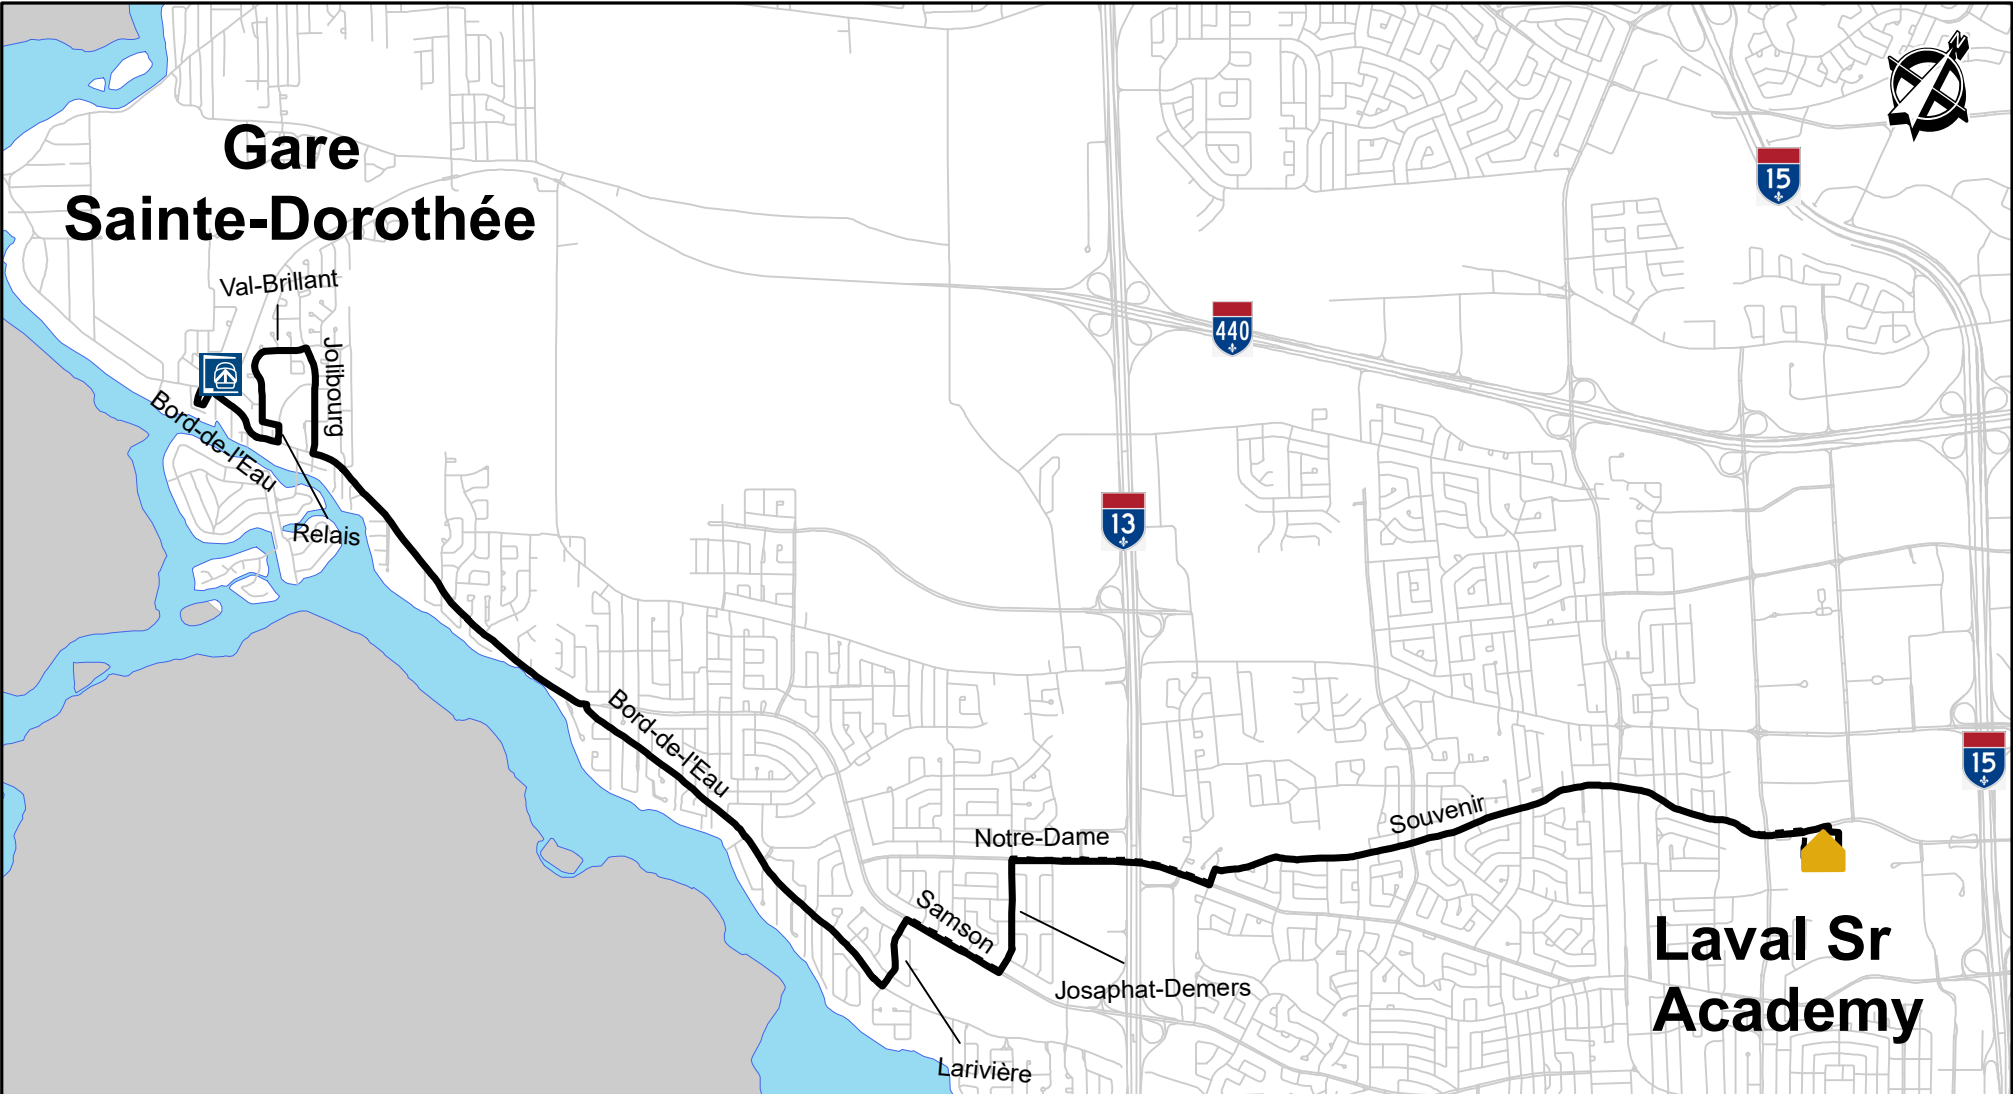 N
15
Gare
Sainte-Dorothée
Val-Brillant
440
Jolibourg
Bord-de-l'Eau
Relais
13
Bord-de-l'Eau
15
Souvenir
Notre-Dame
Samson
Laval Sr
Academy
Josaphat-Demers
Larivière